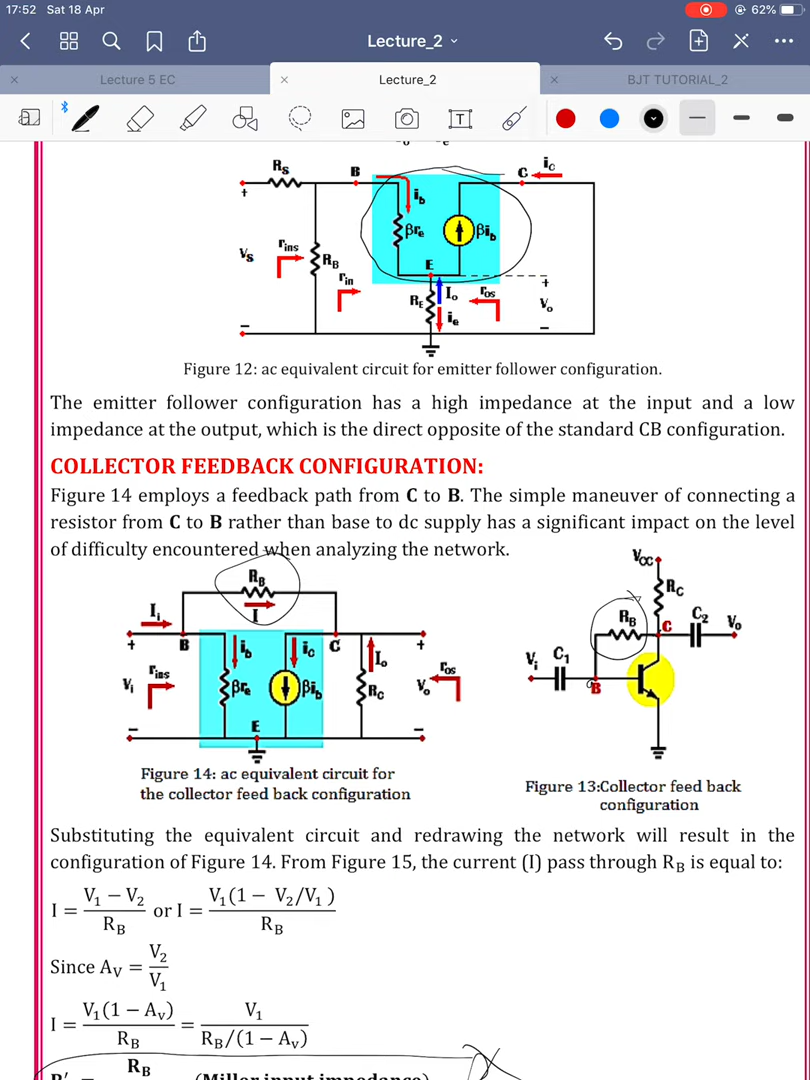 17:52 Sat 18 Apr
62%
Lecture_2
Lecture 5 EC
Lecture_2
BJT TUTORIAL_2
Rs B C ic
ib
Vs rins RB rin βre βib
E
RE Io ros + Vo
ie
Figure 12: ac equivalent circuit for emitter follower configuration.
The emitter follower configuration has a high impedance at the input and a low
impedance at the output, which is the direct opposite of the standard CB configuration.
COLLECTOR FEEDBACK CONFIGURATION:
Figure 14 employs a feedback path from C to B. The simple maneuver of connecting a
resistor from C to B rather than base to dc supply has a significant impact on the level
of difficulty encountered when analyzing the network.
RB
I
Ii
B ib ic C Io
Vi rins βre βib RC Vo ros
E
Figure 14: ac equivalent circuit for
the collector feed back configuration
VCC
RC
RB C C2 Vo
Vi C1
B
Figure 13:Collector feed back
configuration
Substituting the equivalent circuit and redrawing the network will result in the
configuration of Figure 14. From Figure 15, the current (I) pass through RB is equal to:
I = (V1 − V2)/RB or I = V1(1 − V2/V1 )/RB
Since Av = V2/V1
I = V1(1 − Av)/RB = V1/(RB/(1 − Av))
RB
(Miller input impedance)